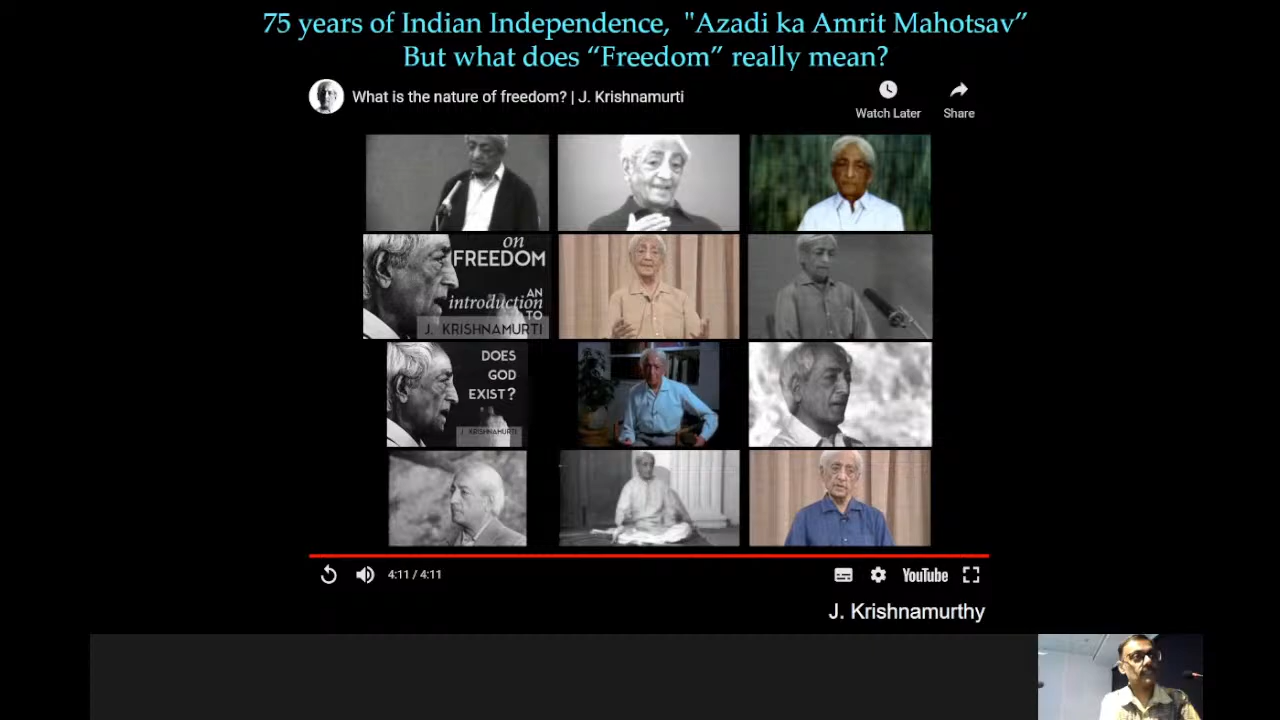 75 years of Indian Independence, "Azadi ka Amrit Mahotsav”
But what does “Freedom” really mean?
What is the nature of freedom? | J. Krishnamurti
Watch Later
Share
on
FREEDOM
AN
introduction
TO
J. KRISHNAMURTI
DOES
GOD
EXIST?
J. KRISHNAMURTI
4:11 / 4:11
YouTube
J. Krishnamurthy